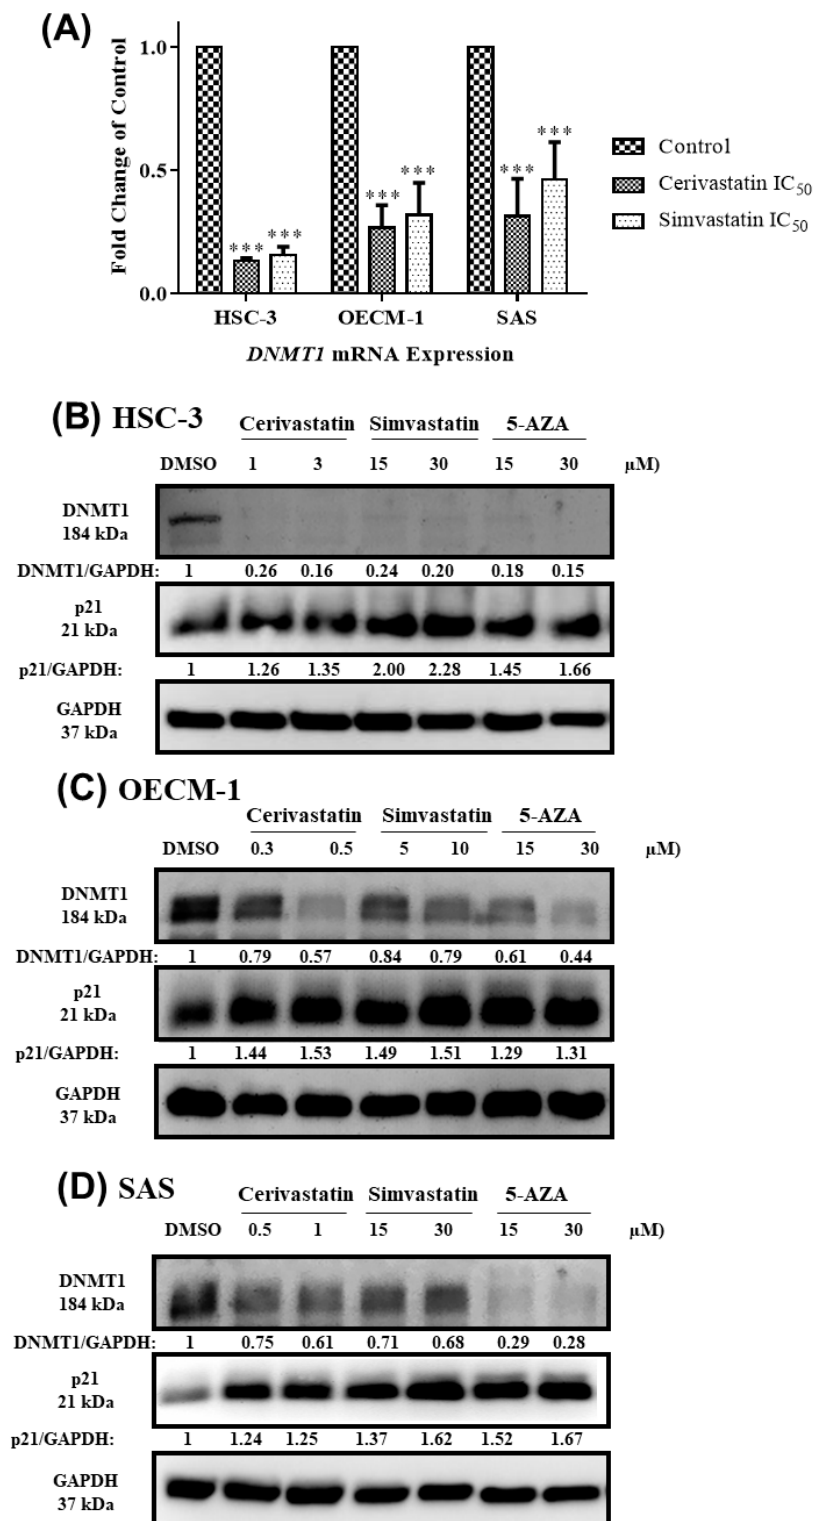 (A)
Fold Change of Control
1.0
0.5
0.0
*** ***
*** ***
*** ***
HSC-3 OECM-1 SAS
DNMT1 mRNA Expression
Control
Cerivastatin IC50
Simvastatin IC50
(B) HSC-3
Cerivastatin Simvastatin 5-AZA
DMSO 1 3 15 30 15 30 μM)
DNMT1
184 kDa
DNMT1/GAPDH: 1 0.26 0.16 0.24 0.20 0.18 0.15
p21
21 kDa
p21/GAPDH: 1 1.26 1.35 2.00 2.28 1.45 1.66
GAPDH
37 kDa
(C) OECM-1
Cerivastatin Simvastatin 5-AZA
DMSO 0.3 0.5 5 10 15 30 μM)
DNMT1
184 kDa
DNMT1/GAPDH: 1 0.79 0.57 0.84 0.79 0.61 0.44
p21
21 kDa
p21/GAPDH: 1 1.44 1.53 1.49 1.51 1.29 1.31
GAPDH
37 kDa
(D) SAS
Cerivastatin Simvastatin 5-AZA
DMSO 0.5 1 15 30 15 30 μM)
DNMT1
184 kDa
DNMT1/GAPDH: 1 0.75 0.61 0.71 0.68 0.29 0.28
p21
21 kDa
p21/GAPDH: 1 1.24 1.25 1.37 1.62 1.52 1.67
GAPDH
37 kDa